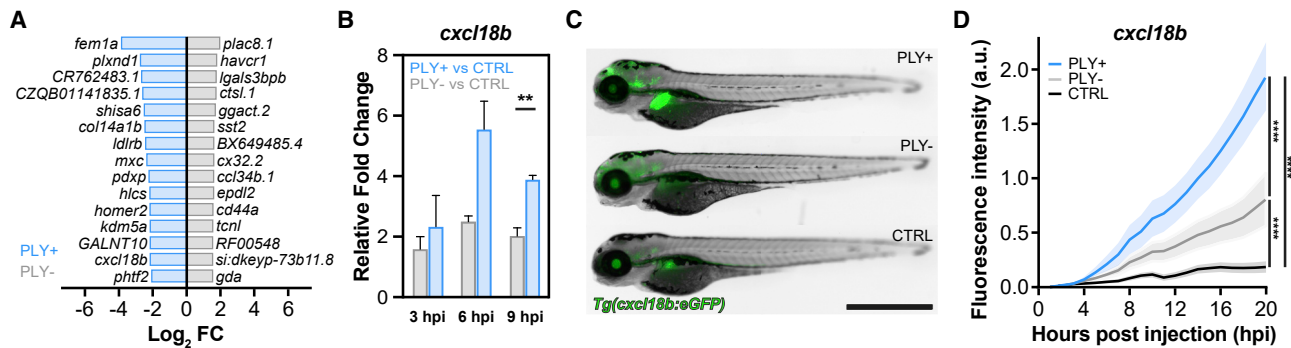 A
fem1a plac8.1
plxnd1 havcr1
CR762483.1 lgals3bpb
CZQB01141835.1 ctsl.1
shisa6 ggact.2
col14a1b sst2
ldlrb BX649485.4
mxc cx32.2
pdxp ccl34b.1
hlcs epdl2
homer2 cd44a
kdm5a tcnl
GALNT10 RF00548
cxcl18b si:dkeyp-73b11.8
phtf2 gda
PLY+
PLY-
-6 -4 -2 0 2 4 6
Log2 FC
B
cxcl18b
Relative Fold Change
8
6
4
2
0
PLY+ vs CTRL
PLY- vs CTRL
**
3 hpi 6 hpi 9 hpi
C
PLY+
PLY-
CTRL
Tg(cxcl18b:eGFP)
D
cxcl18b
Fluorescence intensity (a.u.)
2.0
1.5
1.0
0.5
0.0
PLY+
PLY-
CTRL
****
****
****
0 4 8 12 16 20
Hours post injection (hpi)